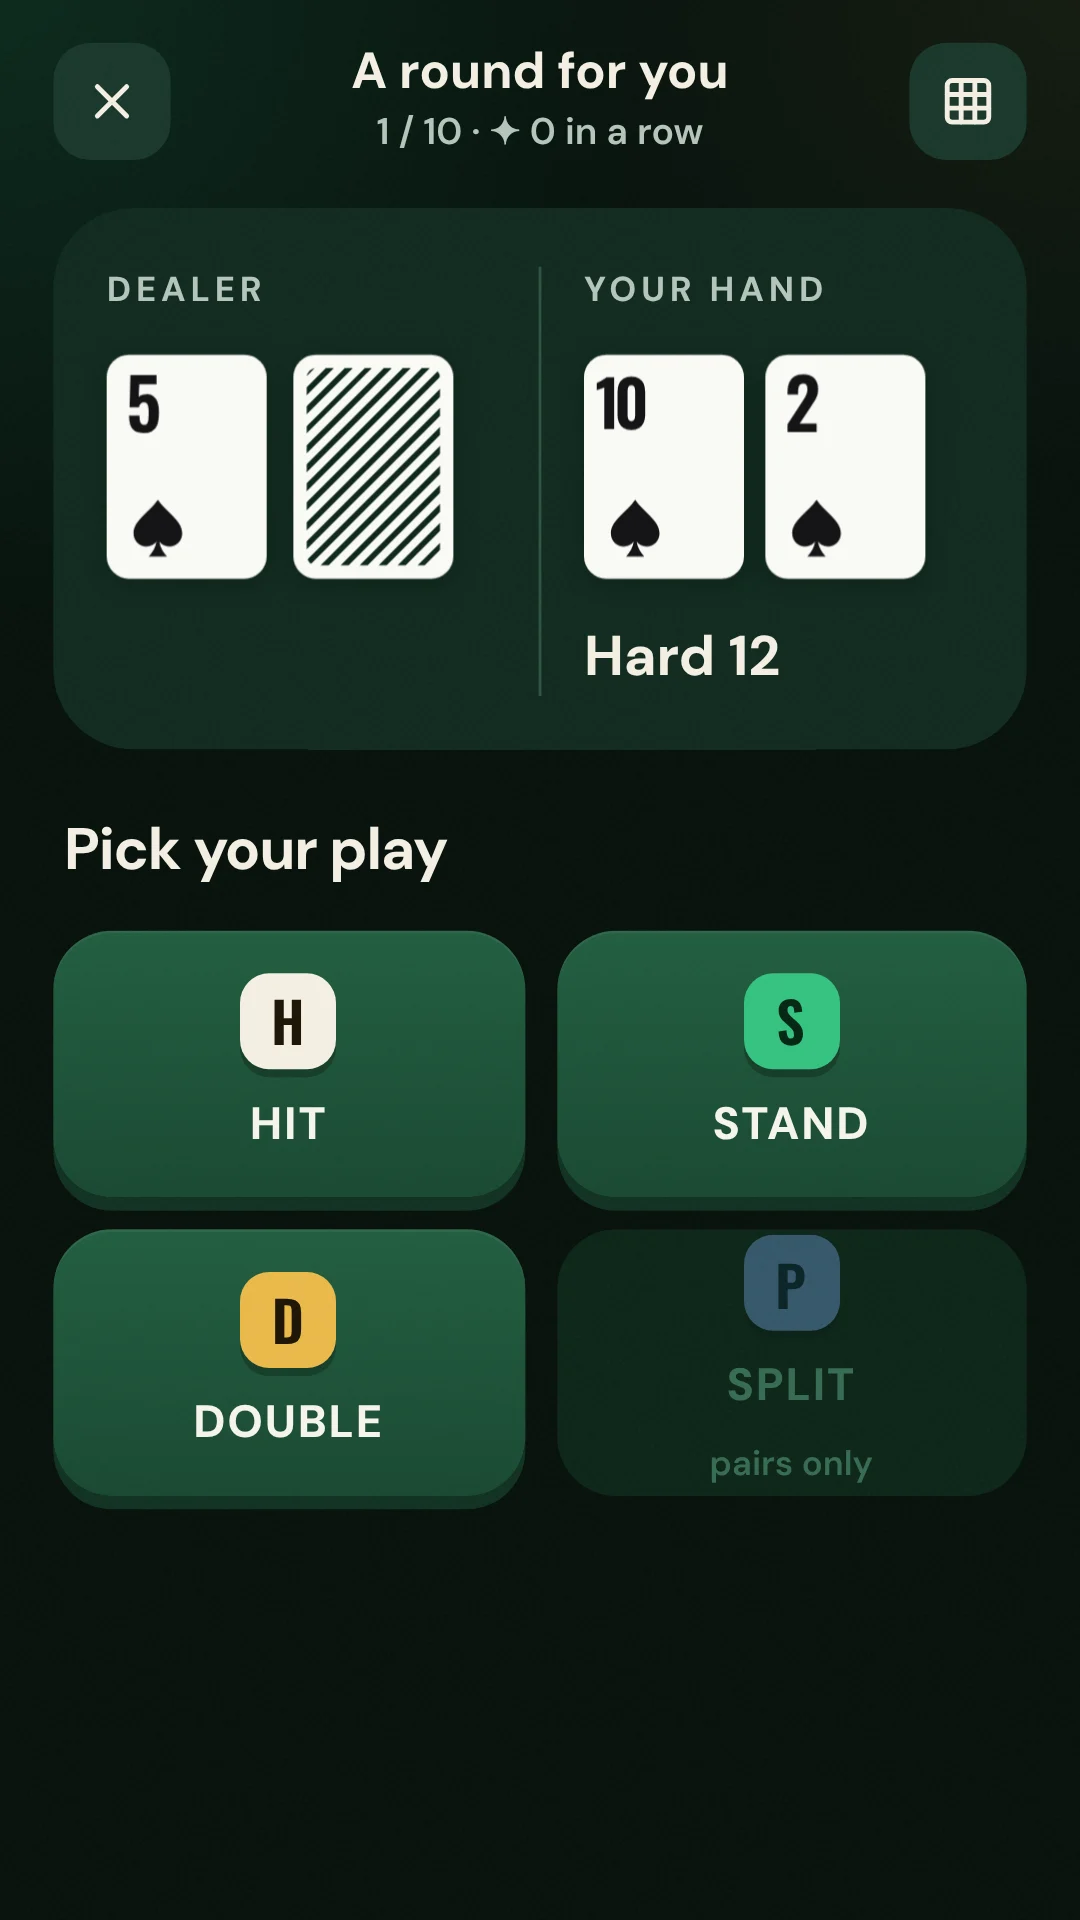 A round for you
1 / 10 · ✦ 0 in a row
DEALER
YOUR HAND
5
10
2
Hard 12
Pick your play
H
HIT
S
STAND
D
DOUBLE
P
SPLIT
pairs only